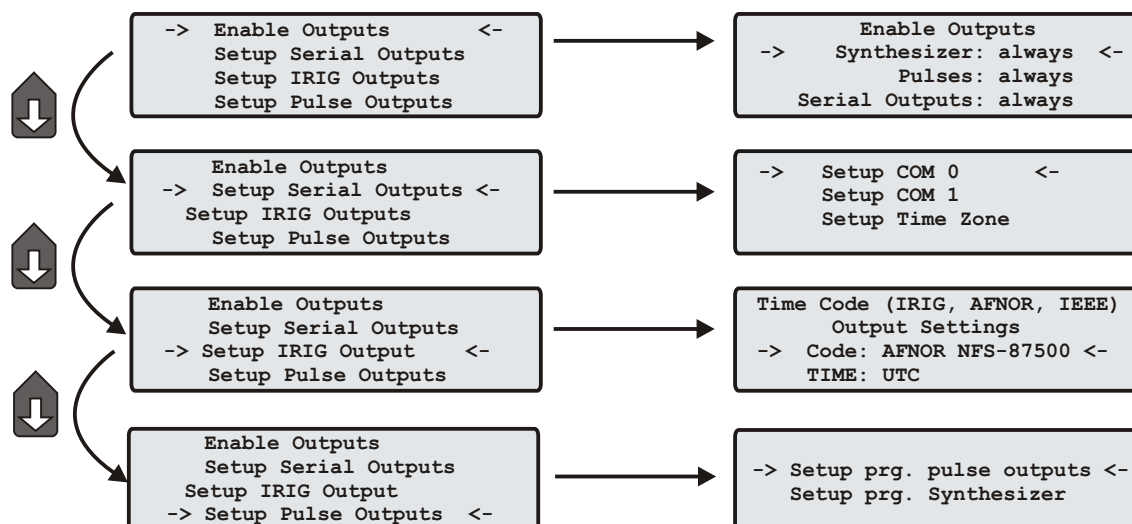 -> Enable Outputs <-
Setup Serial Outputs
Setup IRIG Outputs
Setup Pulse Outputs
Enable Outputs
-> Synthesizer: always <-
Pulses: always
Serial Outputs: always
Enable Outputs
-> Setup Serial Outputs <-
Setup IRIG Outputs
Setup Pulse Outputs
-> Setup COM 0 <-
Setup COM 1
Setup Time Zone
Enable Outputs
Setup Serial Outputs
-> Setup IRIG Output <-
Setup Pulse Outputs
Time Code (IRIG, AFNOR, IEEE)
Output Settings
-> Code: AFNOR NFS-87500 <-
TIME: UTC
Enable Outputs
Setup Serial Outputs
Setup IRIG Output
-> Setup Pulse Outputs <-
-> Setup prg. pulse outputs <-
Setup prg. Synthesizer